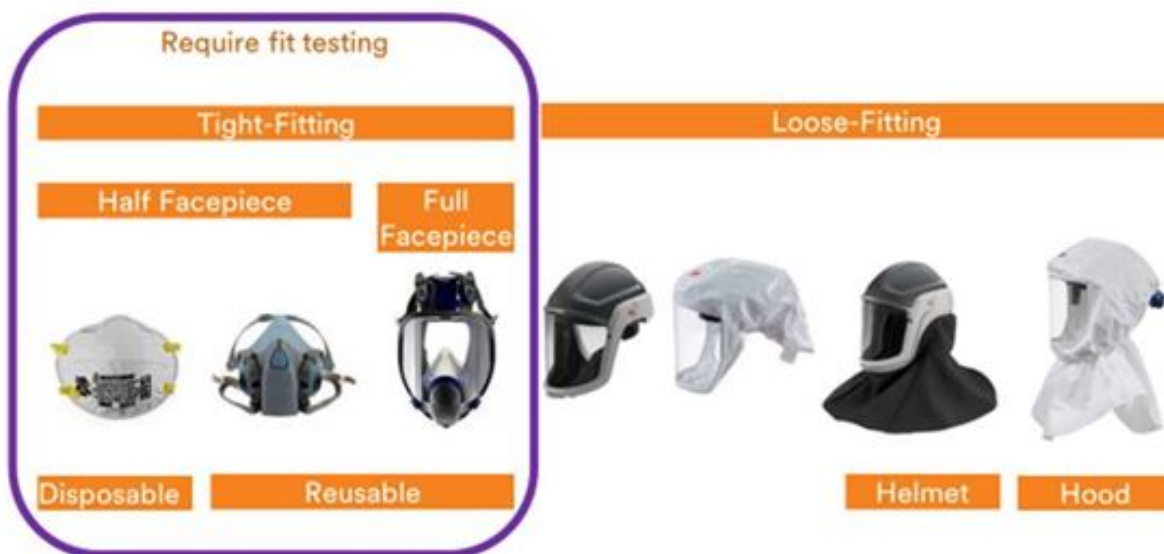 Require fit testing
Tight-Fitting
Loose-Fitting
Half Facepiece
Full
Facepiece
Disposable
Reusable
Helmet
Hood